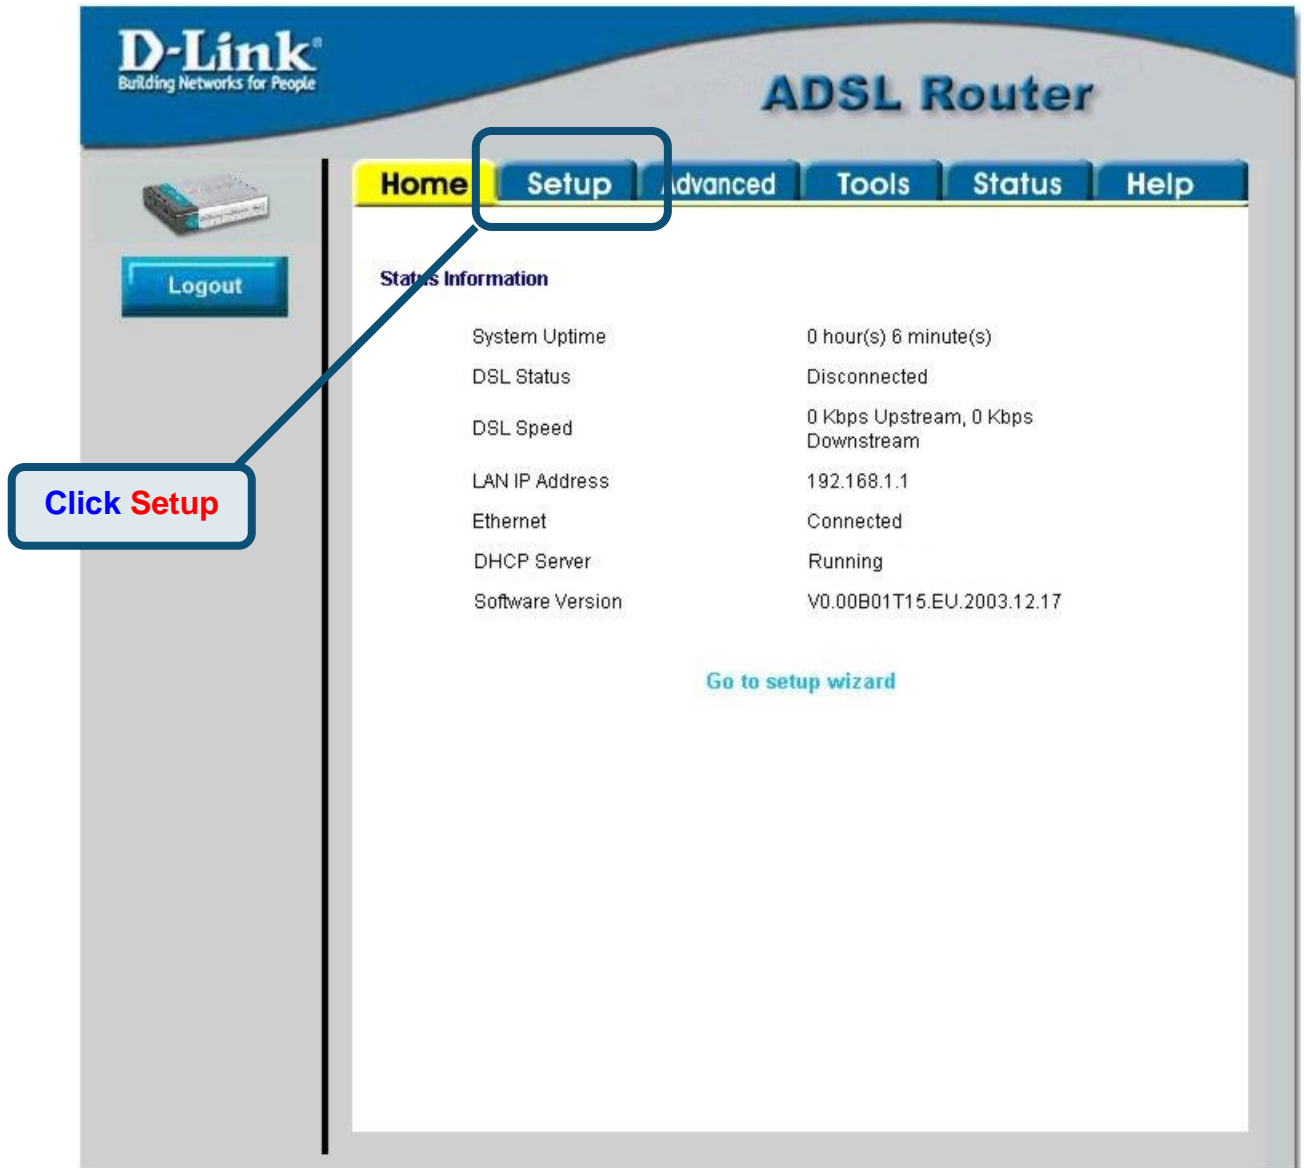 D-Link®
Building Networks for People
ADSL Router
Home Setup Advanced Tools Status Help
Logout
Status Information
System Uptime 0 hour(s) 6 minute(s)
DSL Status Disconnected
DSL Speed 0 Kbps Upstream, 0 Kbps
Downstream
LAN IP Address 192.168.1.1
Click Setup
Ethernet Connected
DHCP Server Running
Software Version V0.00B01T15.EU.2003.12.17
Go to setup wizard